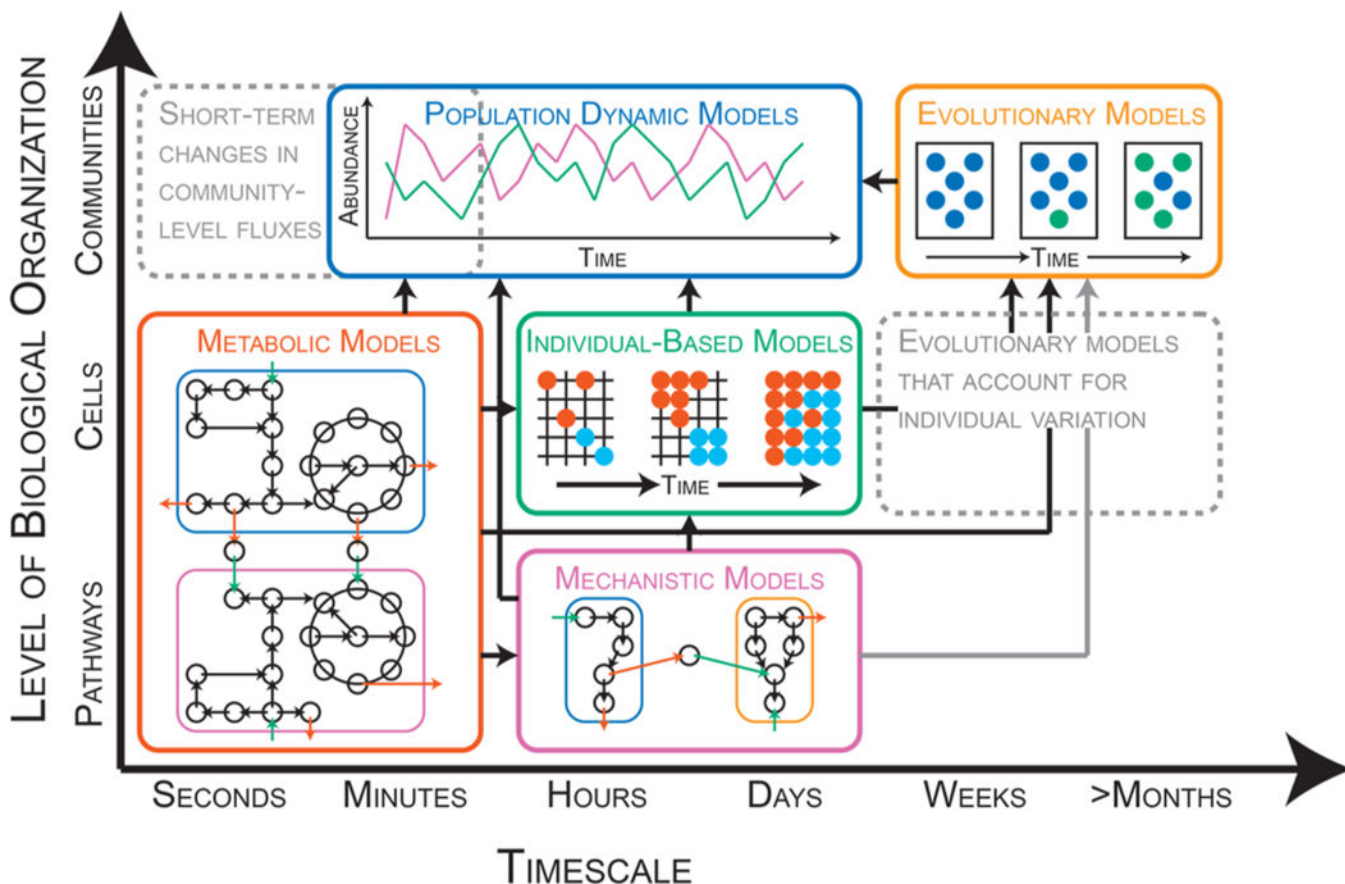 LEVEL OF BIOLOGICAL ORGANIZATION
COMMUNITIES
CELLS
PATHWAYS
SHORT-TERM
CHANGES IN
COMMUNITY-
LEVEL FLUXES
POPULATION DYNAMIC MODELS
ABUNDANCE
TIME
EVOLUTIONARY MODELS
TIME
METABOLIC MODELS
INDIVIDUAL-BASED MODELS
TIME
EVOLUTIONARY MODELS
THAT ACCOUNT FOR
INDIVIDUAL VARIATION
MECHANISTIC MODELS
SECONDS MINUTES HOURS DAYS WEEKS >MONTHS
TIMESCALE